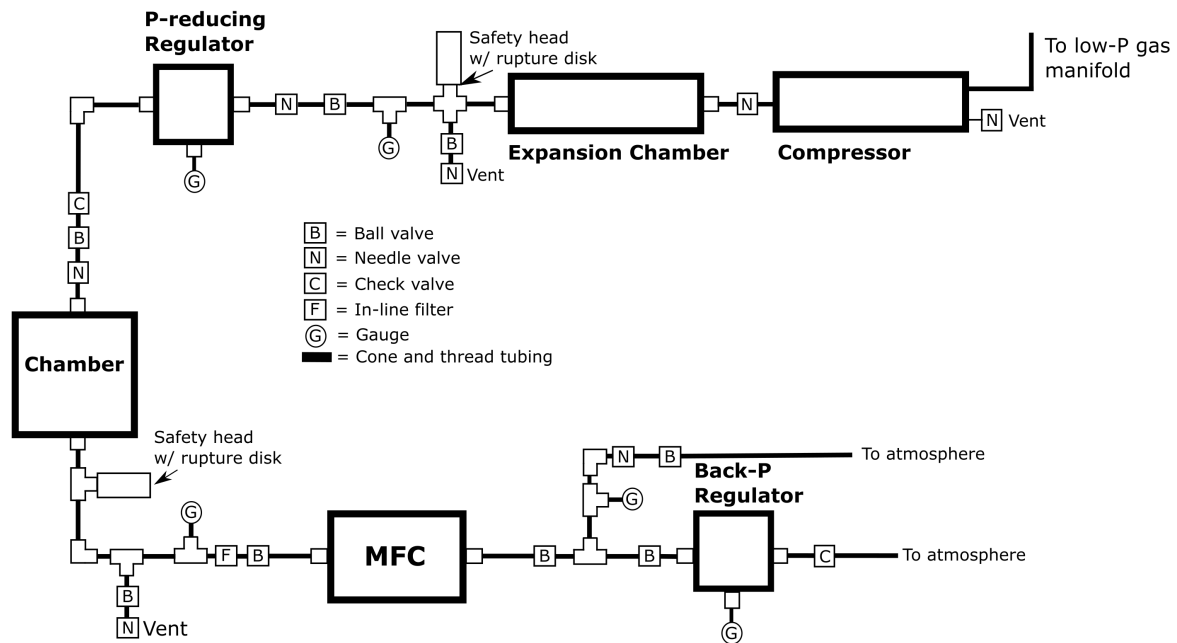 P-reducing
Regulator
Safety head
w/ rupture disk
To low-P gas
manifold
N
B
N
G
B
N Vent
G
N Vent
Expansion Chamber
Compressor
C
B
N
B = Ball valve
N = Needle valve
C = Check valve
F = In-line filter
G = Gauge
= Cone and thread tubing
Chamber
Safety head
w/ rupture disk
N
B
To atmosphere
Back-P
Regulator
G
G
F
B
MFC
B
B
C
To atmosphere
B
N Vent
G